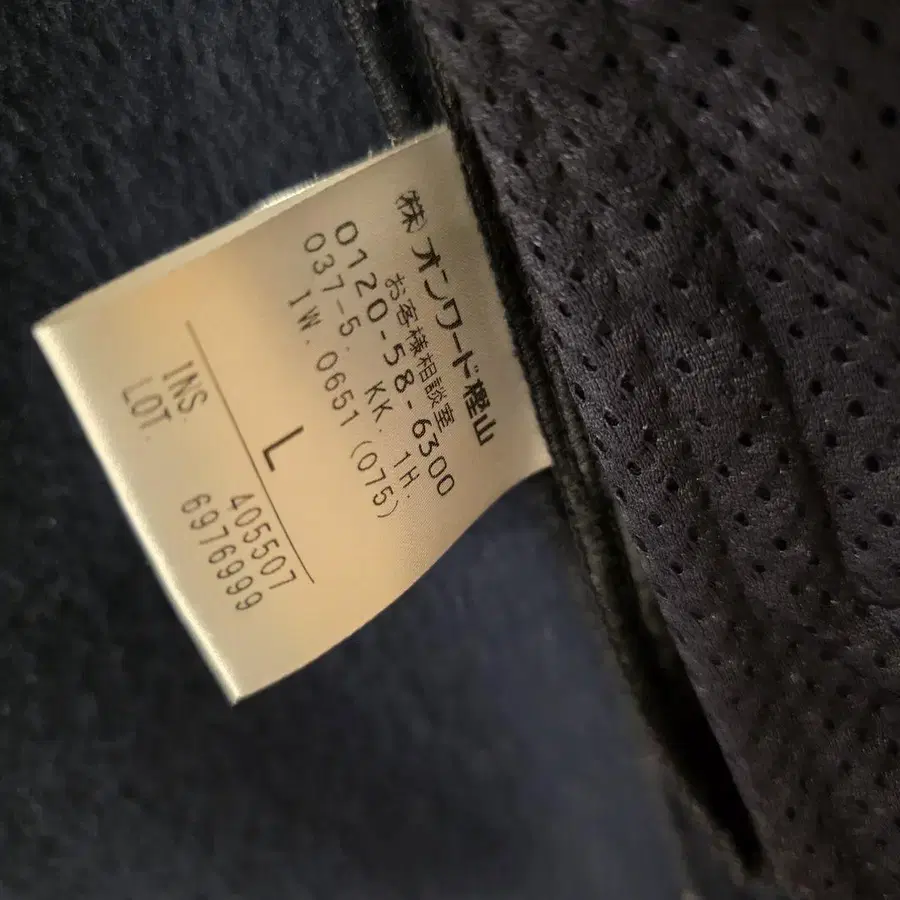 (株)オンワード樫山
お客様相談室
0120-58-6300
037-5. KK. 1H.
IW. 0651 (075)
L
INS. 405507
LOT. 6976999